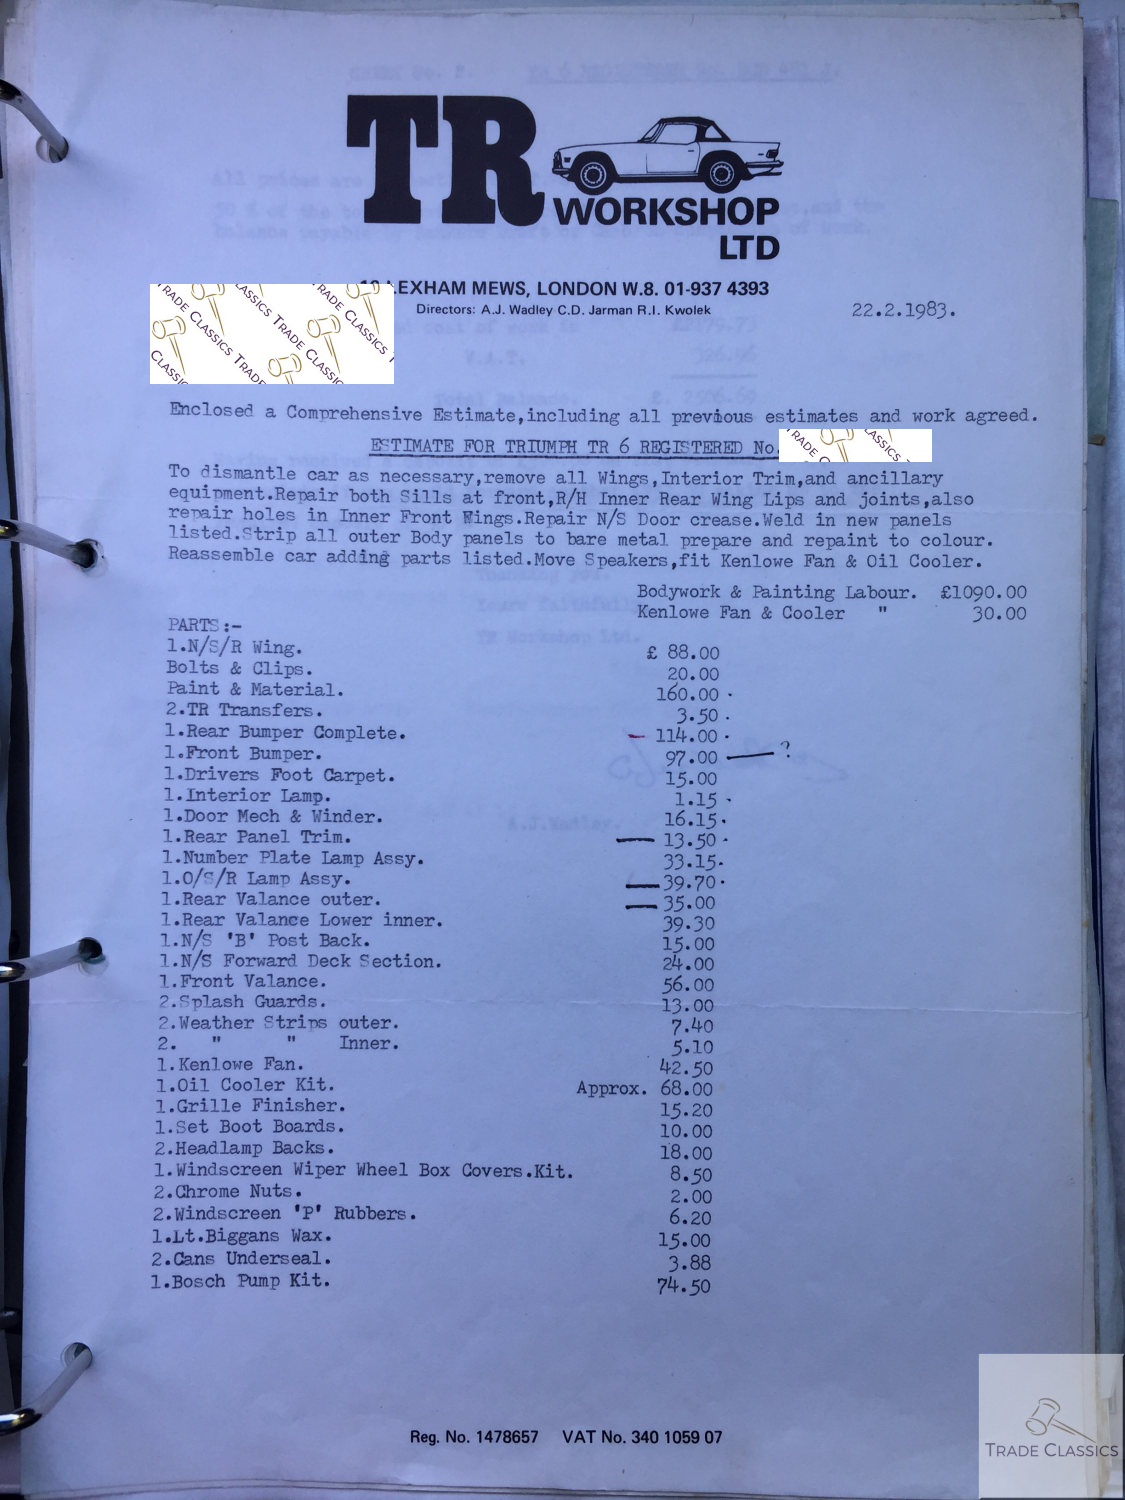 TR
WORKSHOP
LTD
LEXHAM MEWS, LONDON W.8. 01-937 4393
Directors: A.J. Wadley C.D. Jarman R.I. Kwolek
22.2.1983.
Enclosed a Comprehensive Estimate,including all previous estimates and work agreed.
ESTIMATE FOR TRIUMPH TR 6 REGISTERED No.
To dismantle car as necessary,remove all Wings,Interior Trim,and ancillary
equipment.Repair both Sills at front,R/H Inner Rear Wing Lips and joints,also
repair holes in Inner Front Wings.Repair N/S Door crease.Weld in new panels
listed.Strip all outer Body panels to bare metal prepare and repaint to colour.
Reassemble car adding parts listed.Move Speakers,fit Kenlowe Fan & Oil Cooler.
Bodywork & Painting Labour. £1090.00
Kenlowe Fan & Cooler " 30.00
PARTS:-
1.N/S/R Wing. £ 88.00
Bolts & Clips. 20.00
Paint & Material. 160.00 .
2.TR Transfers. 3.50 .
1.Rear Bumper Complete. - 114.00 .
1.Front Bumper. 97.00 — ?
1.Drivers Foot Carpet. 15.00
1.Interior Lamp. 1.15 .
1.Door Mech & Winder. 16.15.
1.Rear Panel Trim. — 13.50 .
1.Number Plate Lamp Assy. 33.15.
1.O/S/R Lamp Assy. — 39.70 .
1.Rear Valance outer. — 35.00
1.Rear Valance Lower inner. 39.30
1.N/S 'B' Post Back. 15.00
1.N/S Forward Deck Section. 24.00
1.Front Valance. 56.00
2.Splash Guards. 13.00
2.Weather Strips outer. 7.40
2. " " Inner. 5.10
1.Kenlowe Fan. 42.50
1.Oil Cooler Kit. Approx. 68.00
1.Grille Finisher. 15.20
1.Set Boot Boards. 10.00
2.Headlamp Backs. 18.00
1.Windscreen Wiper Wheel Box Covers.Kit. 8.50
2.Chrome Nuts. 2.00
2.Windscreen 'P' Rubbers. 6.20
1.Lt.Biggans Wax. 15.00
2.Cans Underseal. 3.88
1.Bosch Pump Kit. 74.50
Reg. No. 1478657 VAT No. 340 1059 07
TRADE CLASSICS